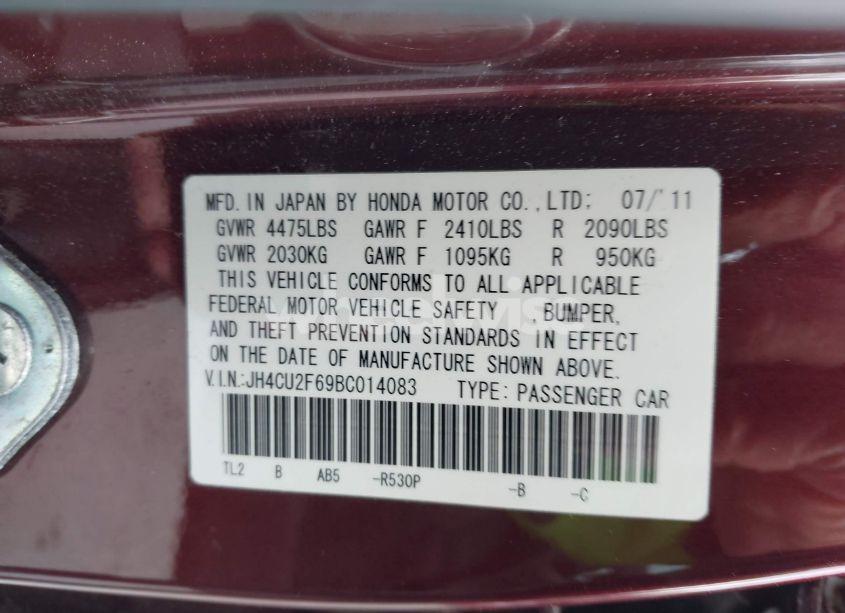 MFD. IN JAPAN BY HONDA MOTOR CO.,LTD; 07/'11
GVWR 4475LBS GAWR F 2410LBS R 2090LBS
GVWR 2030KG GAWR F 1095KG R 950KG
THIS VEHICLE CONFORMS TO ALL APPLICABLE
FEDERAL MOTOR VEHICLE SAFETY , BUMPER,
AND THEFT PREVENTION STANDARDS IN EFFECT
ON THE DATE OF MANUFACTURE SHOWN ABOVE.
V.I.N.:JH4CU2F69BC014083 TYPE: PASSENGER CAR
TL2 B AB5 -R530P -B -C